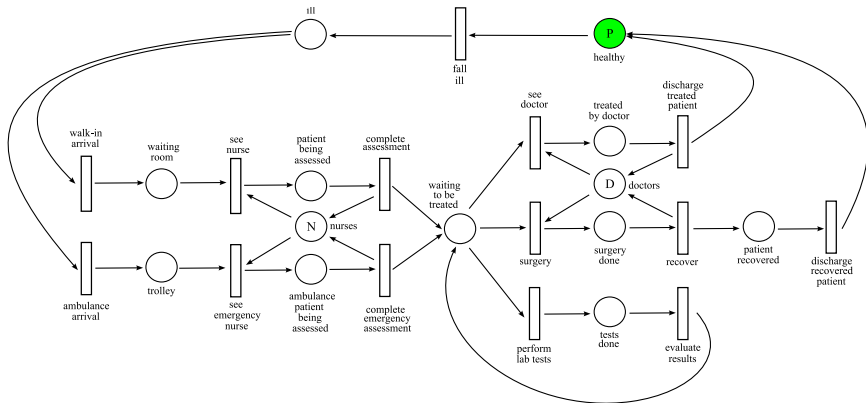 ill
P
healthy
fall
ill
walk-in
arrival
waiting
room
see
nurse
patient
being
assessed
complete
assessment
N
nurses
waiting
to be
treated
see
doctor
treated
by doctor
discharge
treated
patient
D
doctors
surgery
surgery
done
recover
patient
recovered
discharge
recovered
patient
ambulance
arrival
trolley
see
emergency
nurse
ambulance
patient
being
assessed
complete
emergency
assessment
perform
lab tests
tests
done
evaluate
results